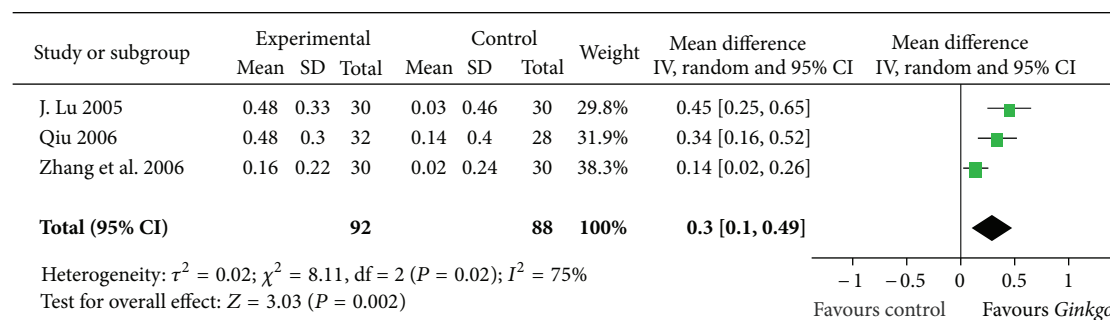 Study or subgroup Experimental Control Weight Mean difference Mean difference
Mean SD Total Mean SD Total IV, random and 95% CI IV, random and 95% CI
J. Lu 2005 0.48 0.33 30 0.03 0.46 30 29.8% 0.45 [0.25, 0.65]
Qiu 2006 0.48 0.3 32 0.14 0.4 28 31.9% 0.34 [0.16, 0.52]
Zhang et al. 2006 0.16 0.22 30 0.02 0.24 30 38.3% 0.14 [0.02, 0.26]
Total (95% CI) 92 88 100% 0.3 [0.1, 0.49]
Heterogeneity: τ² = 0.02; χ² = 8.11, df = 2 (P = 0.02); I² = 75%
Test for overall effect: Z = 3.03 (P = 0.002)
−1 −0.5 0 0.5 1
Favours control Favours Ginkgo